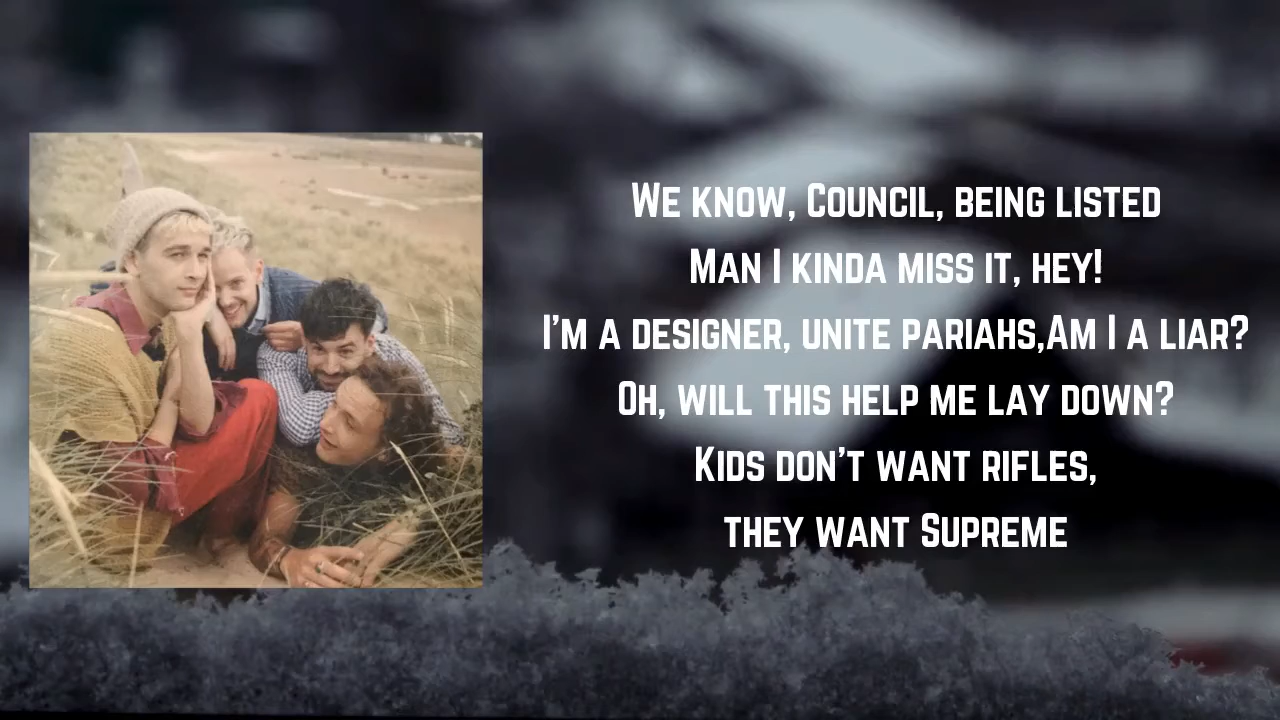 We know, Council, being listed
Man I kinda miss it, hey!
I'm a designer, unite pariahs,Am I a liar?
Oh, will this help me lay down?
Kids don't want rifles,
they want Supreme